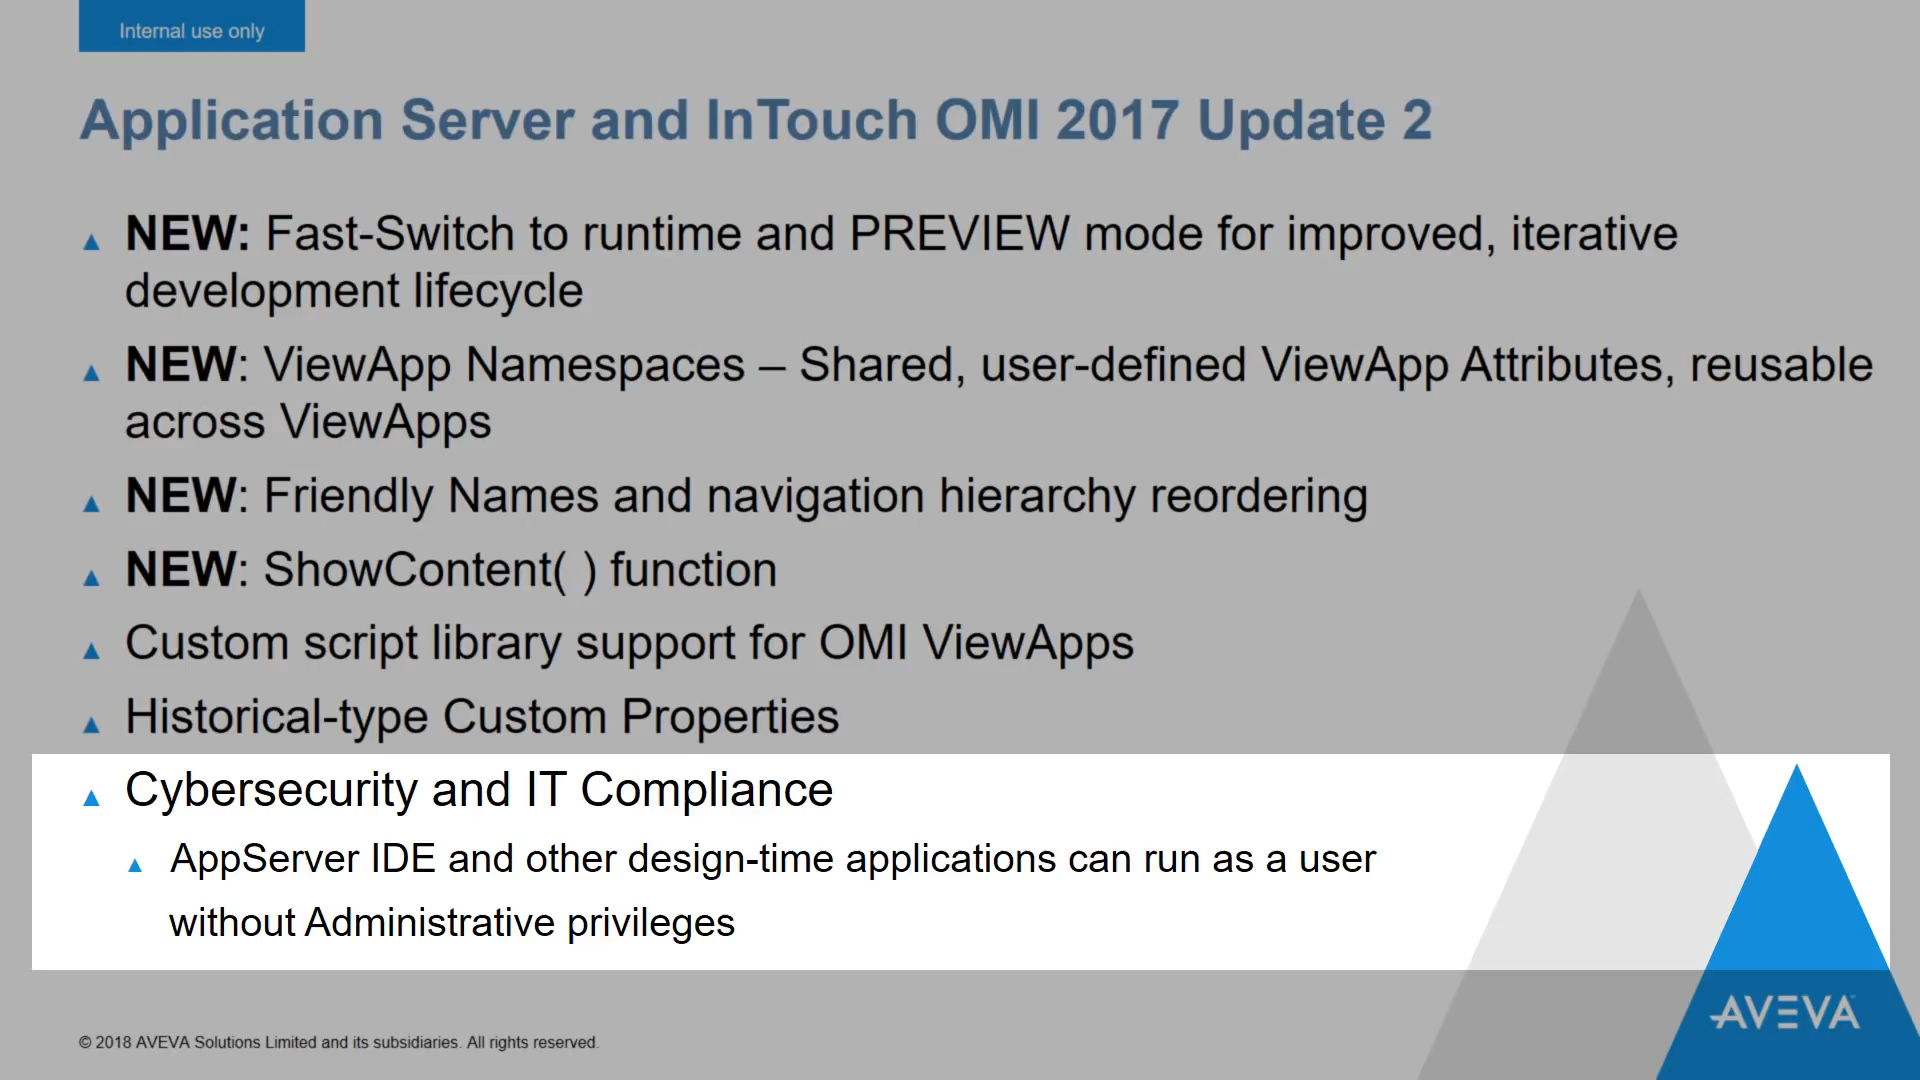 Internal use only
Application Server and InTouch OMI 2017 Update 2
NEW: Fast-Switch to runtime and PREVIEW mode for improved, iterative
development lifecycle
NEW: ViewApp Namespaces – Shared, user-defined ViewApp Attributes, reusable
across ViewApps
NEW: Friendly Names and navigation hierarchy reordering
NEW: ShowContent( ) function
Custom script library support for OMI ViewApps
Historical-type Custom Properties
Cybersecurity and IT Compliance
AppServer IDE and other design-time applications can run as a user
without Administrative privileges
AVEVA
© 2018 AVEVA Solutions Limited and its subsidiaries. All rights reserved.